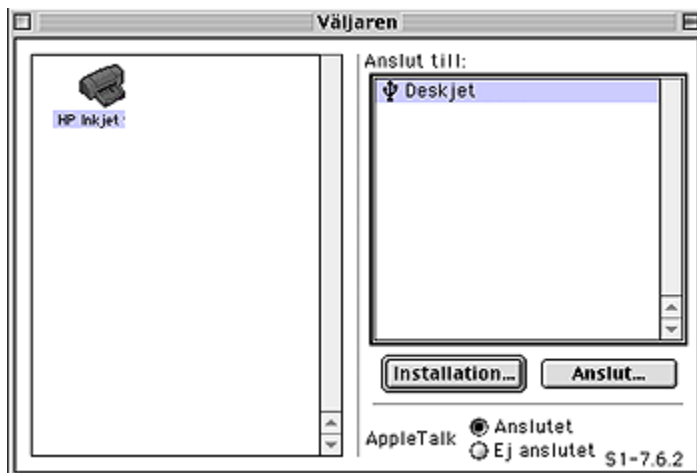 Väljaren
HP Inkjet
Anslut till:
Deskjet
Installation...
Anslut...
AppleTalk
Anslutet
Ej anslutet
S1-7.6.2